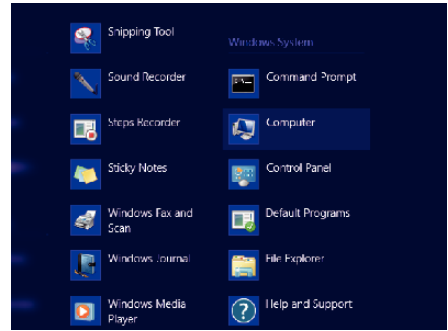 Snipping Tool
Sound Recorder
Steps Recorder
Sticky Notes
Windows Fax and
Scan
Windows Journal
Windows Media
Player
Windows System
Command Prompt
Computer
Control Panel
Default Programs
File Explorer
Help and Support